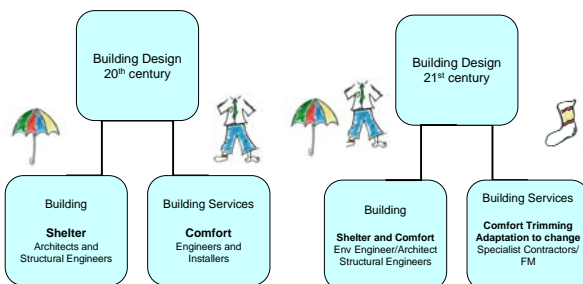 Building Design
20th century
Building Design
21st century
Building
Shelter
Architects and
Structural Engineers
Building Services
Comfort
Engineers and
Installers
Building
Shelter and Comfort
Env Engineer/Architect
Structural Engineers
Building Services
Comfort Trimming
Adaptation to change
Specialist Contractors/
FM